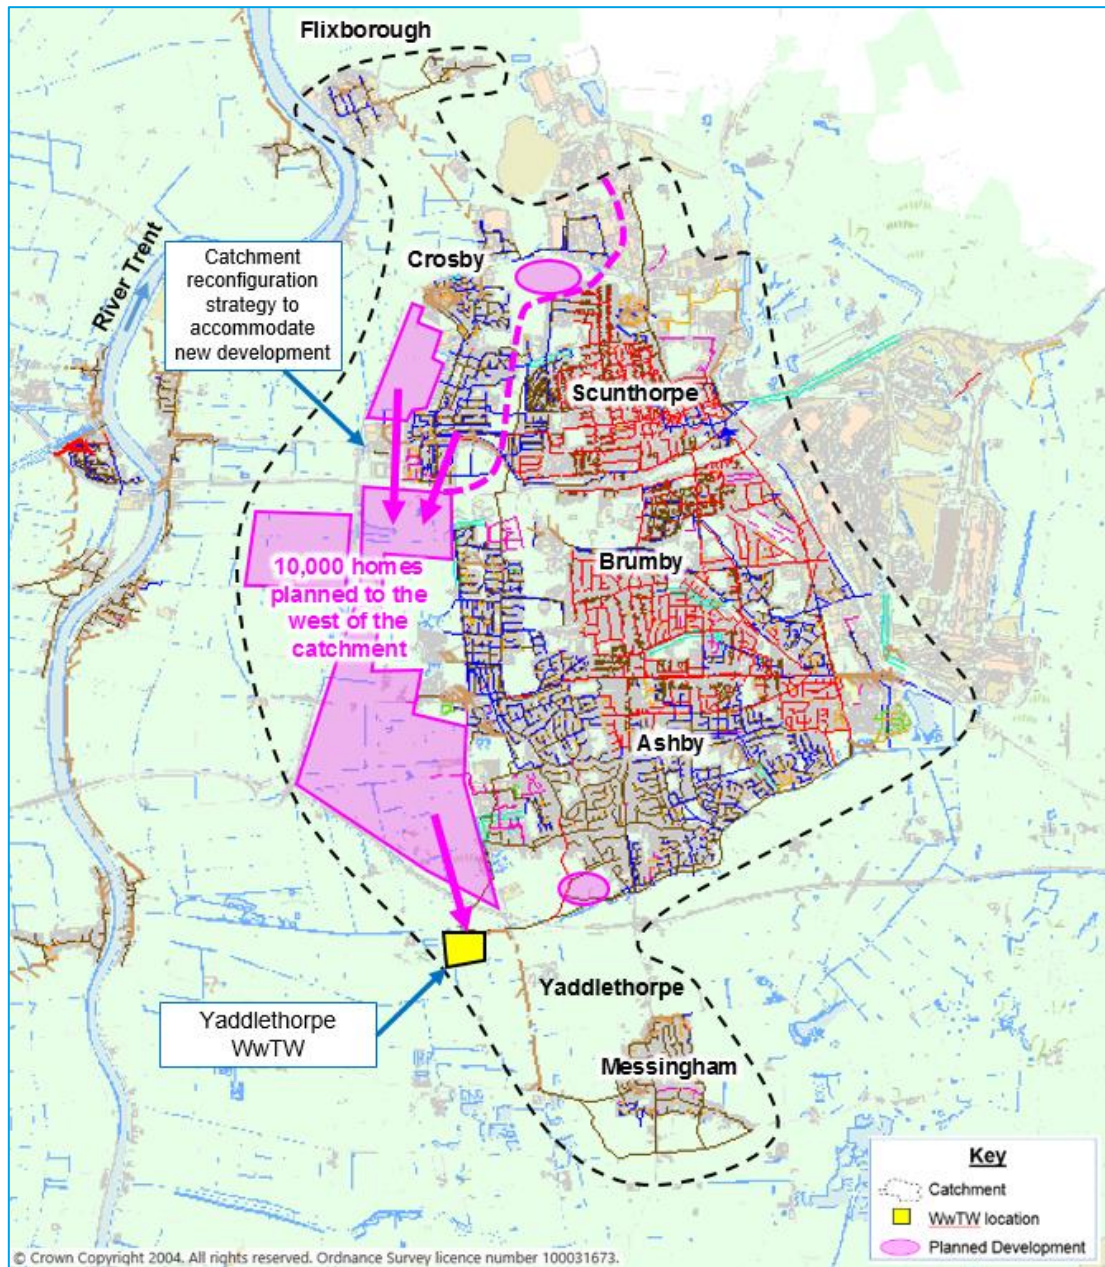 Flixborough
River Trent
Catchment
reconfiguration
strategy to
accommodate
new development
Crosby
Scunthorpe
10,000 homes
planned to the
west of the
catchment
Brumby
Ashby
Yaddlethorpe
WwTW
Yaddlethorpe
Messingham
Key
Catchment
WwTW location
Planned Development
© Crown Copyright 2004. All rights reserved. Ordnance Survey licence number 100031673.